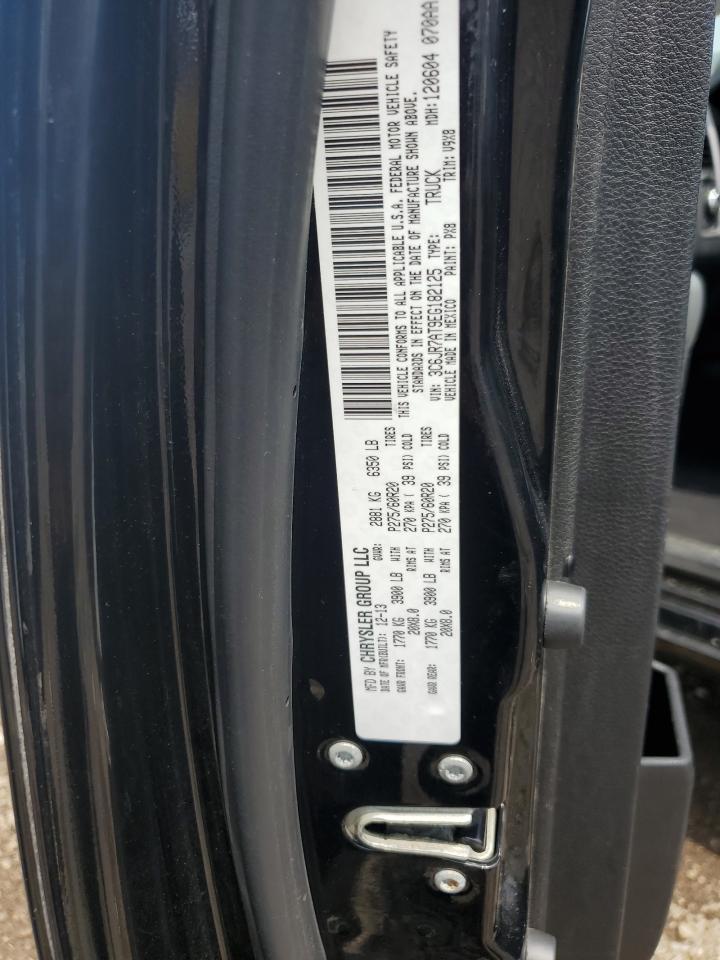 MFD BY CHRYSLER GROUP LLC
DATE OF MFR(BUILT): 12-13 GVWR: 2881 KG 6350 LB
GAWR FRONT: 1770 KG 3900 LB WITH P275/60R20 TIRES
20X8.0 RIMS AT 270 KPA ( 39 PSI) COLD
GAWR REAR: 1770 KG 3900 LB WITH P275/60R20 TIRES
20X8.0 RIMS AT 270 KPA ( 39 PSI) COLD
THIS VEHICLE CONFORMS TO ALL APPLICABLE U.S.A. FEDERAL MOTOR VEHICLE SAFETY
STANDARDS IN EFFECT ON THE DATE OF MANUFACTURE SHOWN ABOVE.
VIN: 3C6JR7AT9EG182125 TYPE: TRUCK MDH: 120604 070AA
VEHICLE MADE IN MEXICO PAINT: PX8 TRIM: V9X8